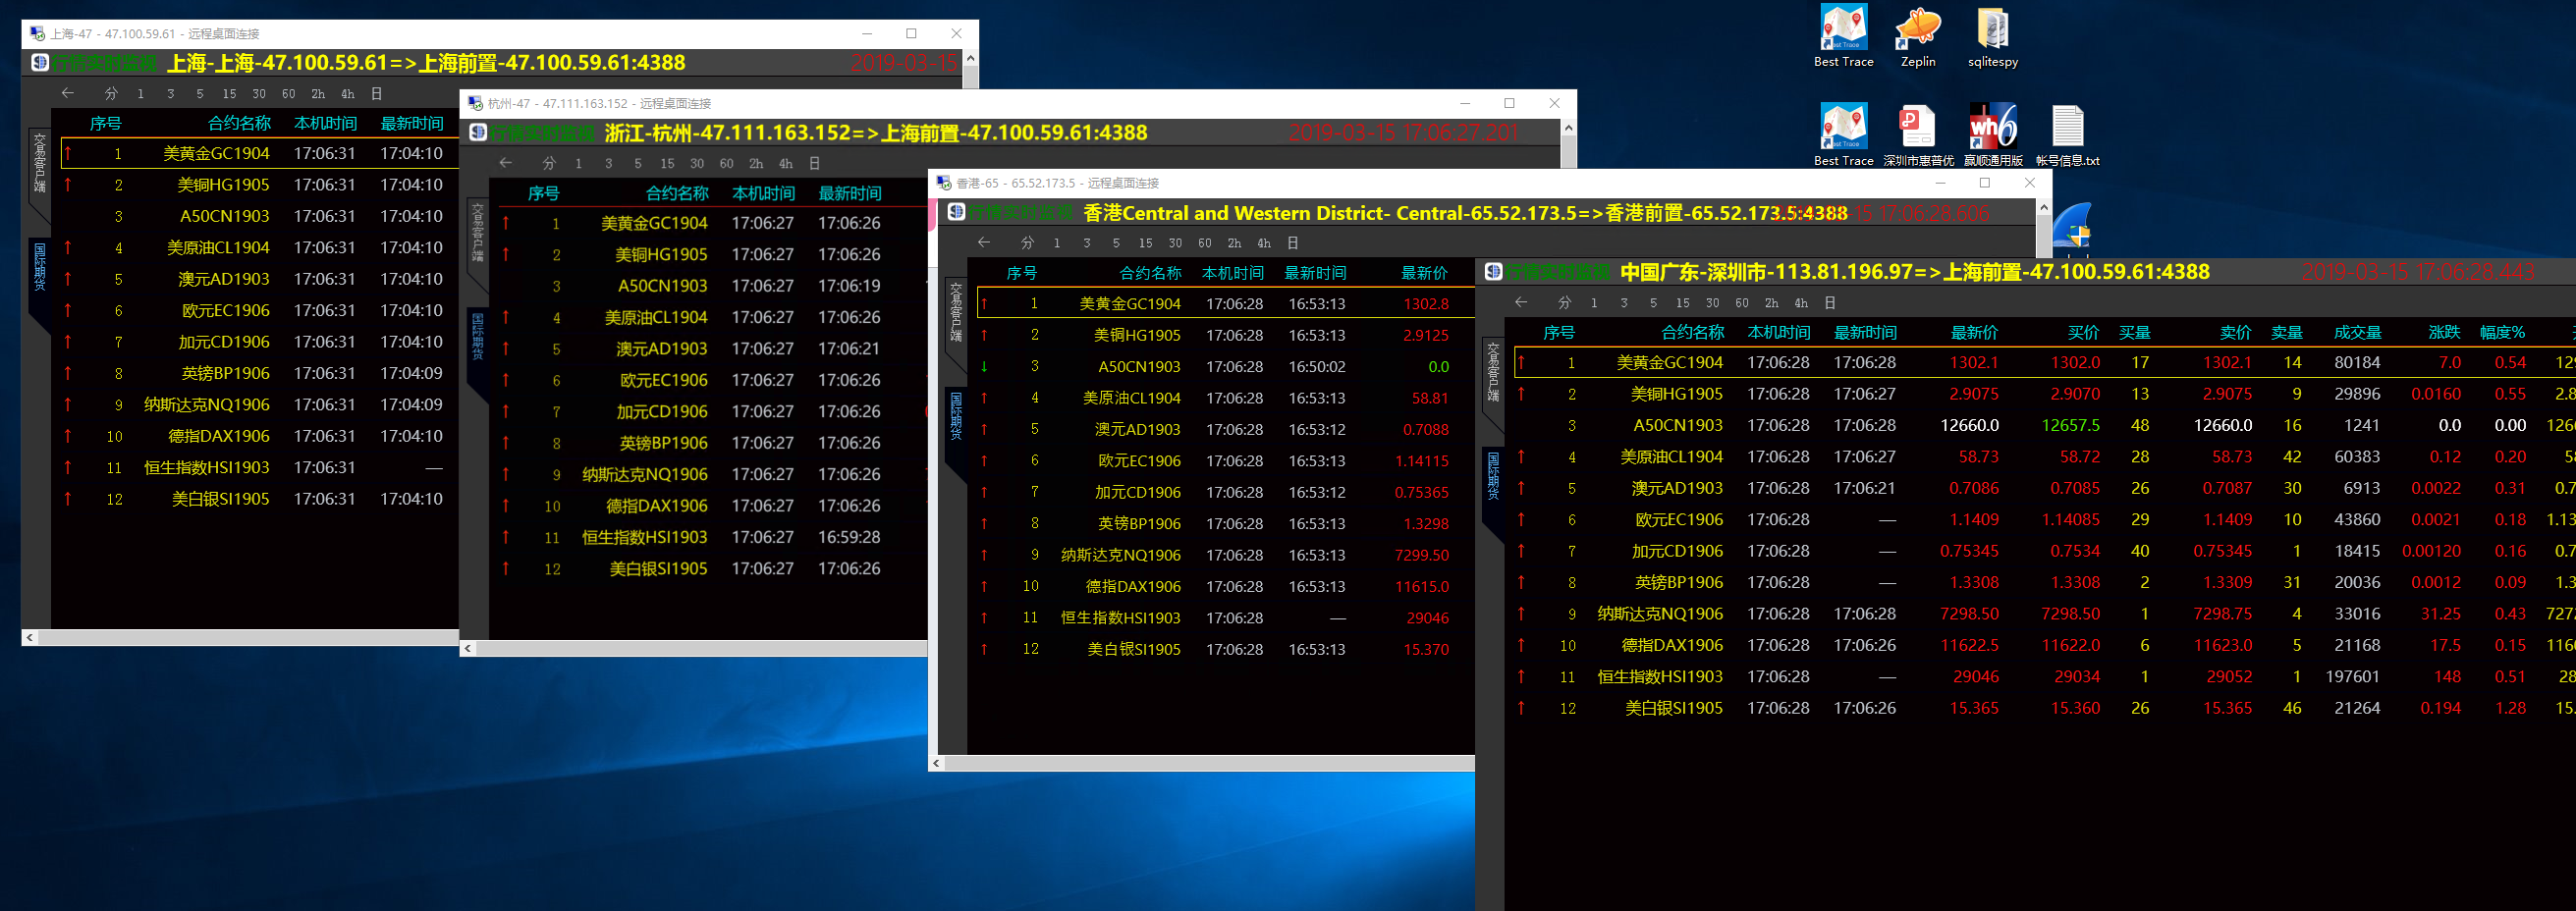 上海-47 - 47.100.59.61 - 远程桌面连接
行情实时监视 上海-上海-47.100.59.61=>上海前置-47.100.59.61:4388 2019-03-15
← 分 1 3 5 15 30 60 2h 4h 日
交易客户端
国际期货
序号 合约名称 本机时间 最新时间
↑ 1 美黄金GC1904 17:06:31 17:04:10
↑ 2 美铜HG1905 17:06:31 17:04:10
3 A50CN1903 17:06:31 17:04:10
↑ 4 美原油CL1904 17:06:31 17:04:10
↑ 5 澳元AD1903 17:06:31 17:04:10
↑ 6 欧元EC1906 17:06:31 17:04:10
↑ 7 加元CD1906 17:06:31 17:04:10
↑ 8 英镑BP1906 17:06:31 17:04:09
↑ 9 纳斯达克NQ1906 17:06:31 17:04:09
↑ 10 德指DAX1906 17:06:31 17:04:10
↑ 11 恒生指数HSI1903 17:06:31 —
↑ 12 美白银SI1905 17:06:31 17:04:10
杭州-47 - 47.111.163.152 - 远程桌面连接
行情实时监视 浙江-杭州-47.111.163.152=>上海前置-47.100.59.61:4388 2019-03-15 17:06:27.201
← 分 1 3 5 15 30 60 2h 4h 日
交易客户端
国际期货
序号 合约名称 本机时间 最新时间
↑ 1 美黄金GC1904 17:06:27 17:06:26
↑ 2 美铜HG1905 17:06:27 17:06:26
3 A50CN1903 17:06:27 17:06:19
↑ 4 美原油CL1904 17:06:27 17:06:26
↑ 5 澳元AD1903 17:06:27 17:06:21
↑ 6 欧元EC1906 17:06:27 17:06:26
↑ 7 加元CD1906 17:06:27 17:06:26
↑ 8 英镑BP1906 17:06:27 17:06:26
↑ 9 纳斯达克NQ1906 17:06:27 17:06:26
↑ 10 德指DAX1906 17:06:27 17:06:26
↑ 11 恒生指数HSI1903 17:06:27 16:59:28
↑ 12 美白银SI1905 17:06:27 17:06:26
香港-65 - 65.52.173.5 - 远程桌面连接
行情实时监视 香港Central and Western District- Central-65.52.173.5=>香港前置-65.52.173.5:4388 15 17:06:28.606
← 分 1 3 5 15 30 60 2h 4h 日
交易客户端
国际期货
序号 合约名称 本机时间 最新时间 最新价
↑ 1 美黄金GC1904 17:06:28 16:53:13 1302.8
↑ 2 美铜HG1905 17:06:28 16:53:13 2.9125
↓ 3 A50CN1903 17:06:28 16:50:02 0.0
↑ 4 美原油CL1904 17:06:28 16:53:13 58.81
↑ 5 澳元AD1903 17:06:28 16:53:12 0.7088
↑ 6 欧元EC1906 17:06:28 16:53:13 1.14115
↑ 7 加元CD1906 17:06:28 16:53:12 0.75365
↑ 8 英镑BP1906 17:06:28 16:53:13 1.3298
↑ 9 纳斯达克NQ1906 17:06:28 16:53:13 7299.50
↑ 10 德指DAX1906 17:06:28 16:53:13 11615.0
↑ 11 恒生指数HSI1903 17:06:28 — 29046
↑ 12 美白银SI1905 17:06:28 16:53:13 15.370
行情实时监视 中国广东-深圳市-113.81.196.97=>上海前置-47.100.59.61:4388 2019-03-15 17:06:28.443
← 分 1 3 5 15 30 60 2h 4h 日
交易客户端
国际期货
序号 合约名称 本机时间 最新时间 最新价 买价 买量 卖价 卖量 成交量 涨跌 幅度%
↑ 1 美黄金GC1904 17:06:28 17:06:28 1302.1 1302.0 17 1302.1 14 80184 7.0 0.54 129
↑ 2 美铜HG1905 17:06:28 17:06:27 2.9075 2.9070 13 2.9075 9 29896 0.0160 0.55 2.8
3 A50CN1903 17:06:28 17:06:28 12660.0 12657.5 48 12660.0 16 1241 0.0 0.00 1266
↑ 4 美原油CL1904 17:06:28 17:06:27 58.73 58.72 28 58.73 42 60383 0.12 0.20 58
↑ 5 澳元AD1903 17:06:28 17:06:21 0.7086 0.7085 26 0.7087 30 6913 0.0022 0.31 0.7
↑ 6 欧元EC1906 17:06:28 — 1.1409 1.14085 29 1.1409 10 43860 0.0021 0.18 1.13
↑ 7 加元CD1906 17:06:28 — 0.75345 0.7534 40 0.75345 1 18415 0.00120 0.16 0.7
↑ 8 英镑BP1906 17:06:28 — 1.3308 1.3308 2 1.3309 31 20036 0.0012 0.09 1.3
↑ 9 纳斯达克NQ1906 17:06:28 17:06:28 7298.50 7298.50 1 7298.75 4 33016 31.25 0.43 727
↑ 10 德指DAX1906 17:06:28 17:06:26 11622.5 11622.0 6 11623.0 5 21168 17.5 0.15 1160
↑ 11 恒生指数HSI1903 17:06:28 — 29046 29034 1 29052 1 197601 148 0.51 28
↑ 12 美白银SI1905 17:06:28 17:06:26 15.365 15.360 26 15.365 46 21264 0.194 1.28 15.
Best Trace Zeplin sqlitespy
Best Trace 深圳市惠普优 赢顺通用版 帐号信息.txt